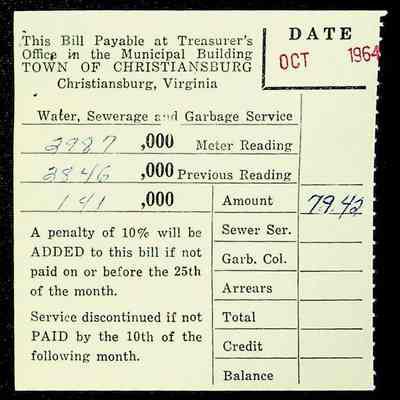 This Bill Payable at Treasurer's
Office in the Municipal Building
TOWN OF CHRISTIANSBURG
Christiansburg, Virginia
DATE
OCT 1964
Water, Sewerage and Garbage Service
2987 ,000 Meter Reading
2846 ,000 Previous Reading
141 ,000 Amount 79.42
A penalty of 10% will be
ADDED to this bill if not
paid on or before the 25th
of the month.
Service discontinued if not
PAID by the 10th of the
following month.
Sewer Ser.
Garb. Col.
Arrears
Total
Credit
Balance